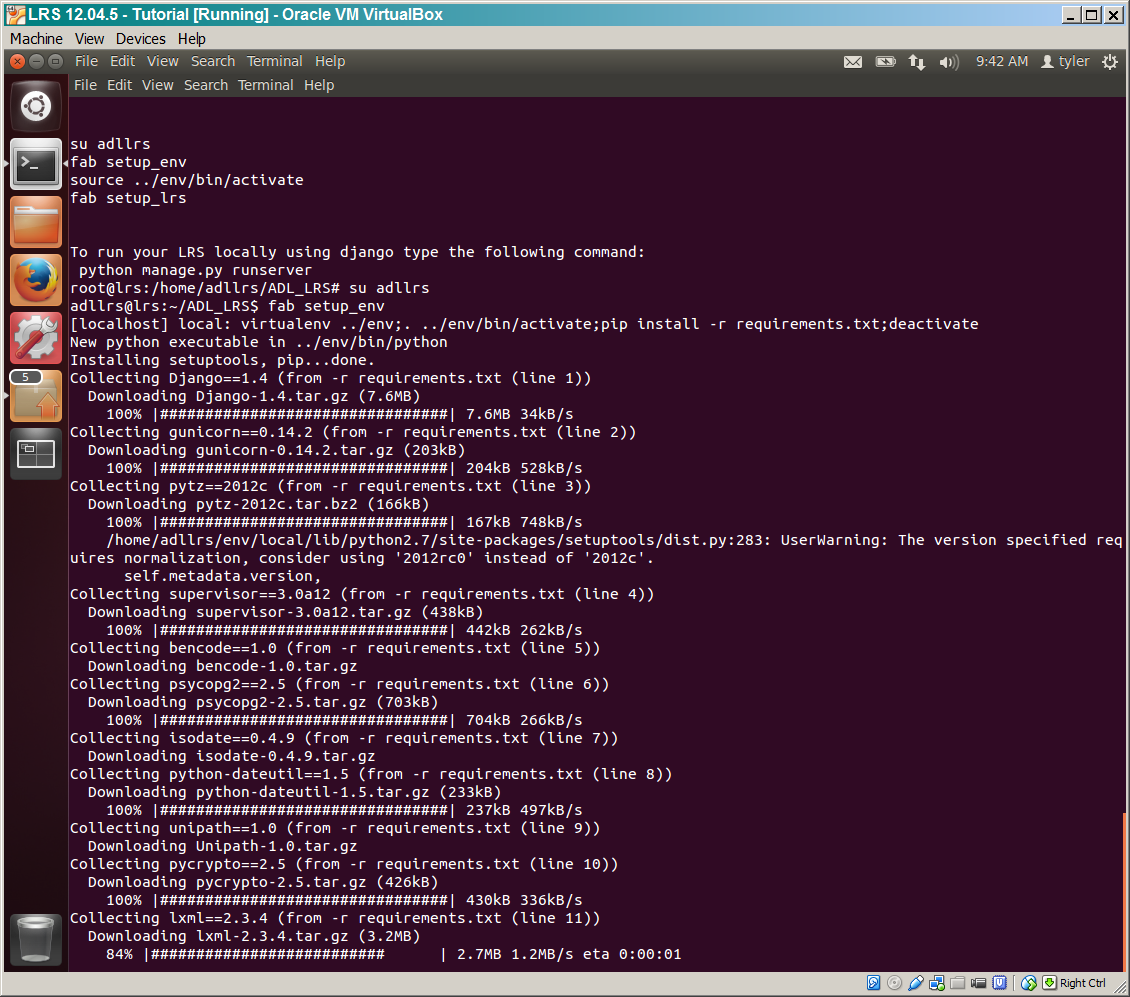 LRS 12.04.5 - Tutorial [Running] - Oracle VM VirtualBox
Machine View Devices Help
File Edit View Search Terminal Help
9:42 AM tyler
File Edit View Search Terminal Help
su adllrs
fab setup_env
source ../env/bin/activate
fab setup_lrs
To run your LRS locally using django type the following command:
python manage.py runserver
root@lrs:/home/adllrs/ADL_LRS# su adllrs
adllrs@lrs:~/ADL_LRS$ fab setup_env
[localhost] local: virtualenv ../env;. ../env/bin/activate;pip install -r requirements.txt;deactivate
New python executable in ../env/bin/python
Installing setuptools, pip...done.
Collecting Django==1.4 (from -r requirements.txt (line 1))
Downloading Django-1.4.tar.gz (7.6MB)
100% |################################| 7.6MB 34kB/s
Collecting gunicorn==0.14.2 (from -r requirements.txt (line 2))
Downloading gunicorn-0.14.2.tar.gz (203kB)
100% |################################| 204kB 528kB/s
Collecting pytz==2012c (from -r requirements.txt (line 3))
Downloading pytz-2012c.tar.bz2 (166kB)
100% |################################| 167kB 748kB/s
/home/adllrs/env/local/lib/python2.7/site-packages/setuptools/dist.py:283: UserWarning: The version specified req
uires normalization, consider using '2012rc0' instead of '2012c'.
self.metadata.version,
Collecting supervisor==3.0a12 (from -r requirements.txt (line 4))
Downloading supervisor-3.0a12.tar.gz (438kB)
100% |################################| 442kB 262kB/s
Collecting bencode==1.0 (from -r requirements.txt (line 5))
Downloading bencode-1.0.tar.gz
Collecting psycopg2==2.5 (from -r requirements.txt (line 6))
Downloading psycopg2-2.5.tar.gz (703kB)
100% |################################| 704kB 266kB/s
Collecting isodate==0.4.9 (from -r requirements.txt (line 7))
Downloading isodate-0.4.9.tar.gz
Collecting python-dateutil==1.5 (from -r requirements.txt (line 8))
Downloading python-dateutil-1.5.tar.gz (233kB)
100% |################################| 237kB 497kB/s
Collecting unipath==1.0 (from -r requirements.txt (line 9))
Downloading Unipath-1.0.tar.gz
Collecting pycrypto==2.5 (from -r requirements.txt (line 10))
Downloading pycrypto-2.5.tar.gz (426kB)
100% |################################| 430kB 336kB/s
Collecting lxml==2.3.4 (from -r requirements.txt (line 11))
Downloading lxml-2.3.4.tar.gz (3.2MB)
84% |########################## | 2.7MB 1.2MB/s eta 0:00:01
5
Right Ctrl